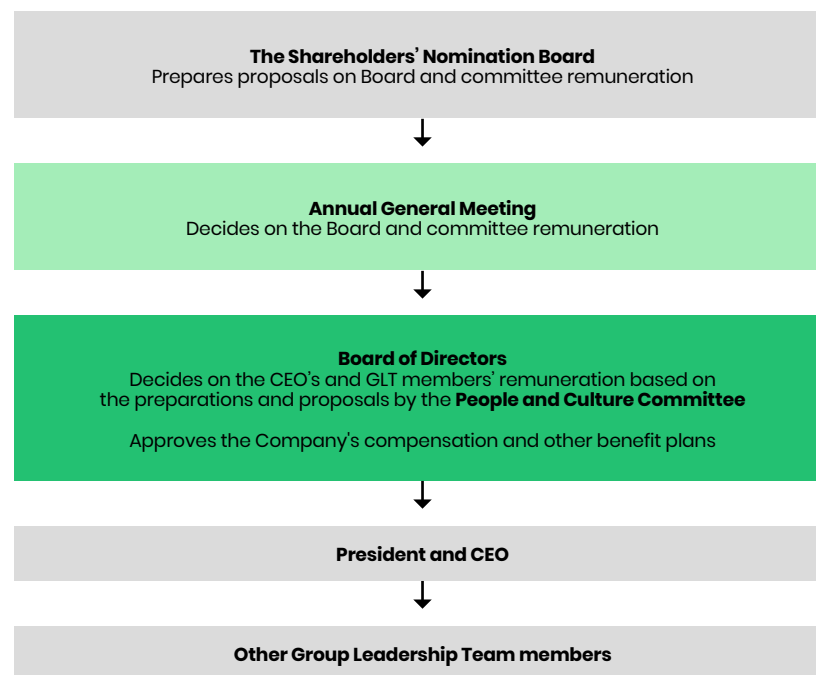 The Shareholders’ Nomination Board
Prepares proposals on Board and committee remuneration
Annual General Meeting
Decides on the Board and committee remuneration
Board of Directors
Decides on the CEO’s and GLT members’ remuneration based on
the preparations and proposals by the People and Culture Committee
Approves the Company's compensation and other benefit plans
President and CEO
Other Group Leadership Team members